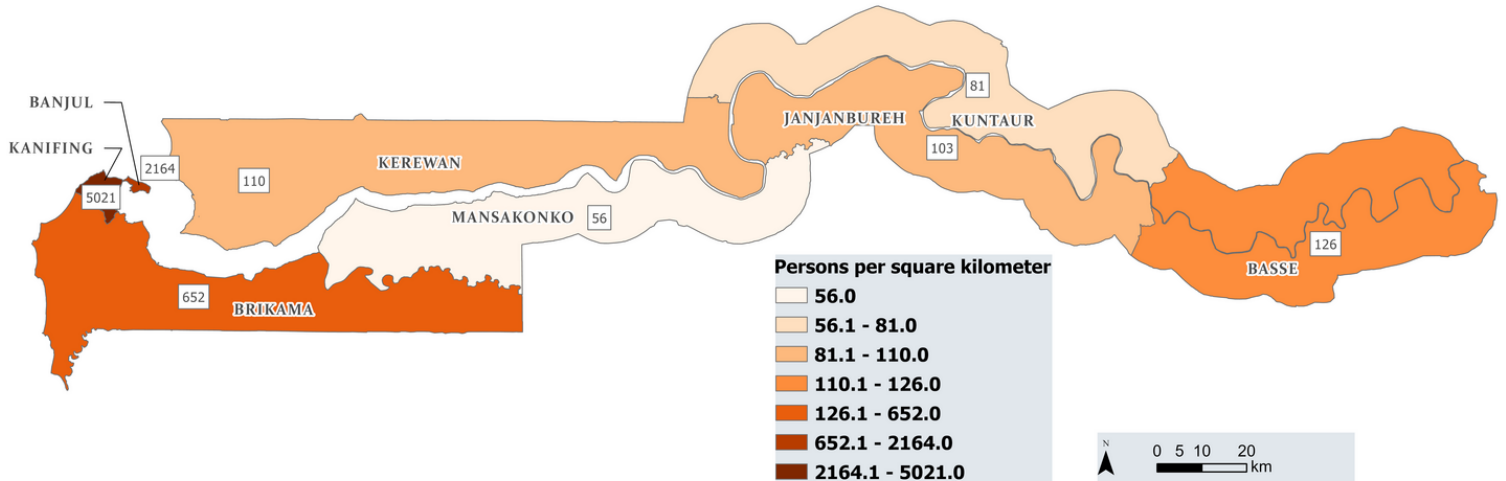 BANJUL
KANIFING
2164
5021
110
KEREWAN
MANSAKONKO
56
652
BRIKAMA
JANJANBUREH
81
KUNTAUR
103
126
BASSE
Persons per square kilometer
56.0
56.1 - 81.0
81.1 - 110.0
110.1 - 126.0
126.1 - 652.0
652.1 - 2164.0
2164.1 - 5021.0
N
0 5 10 20
km